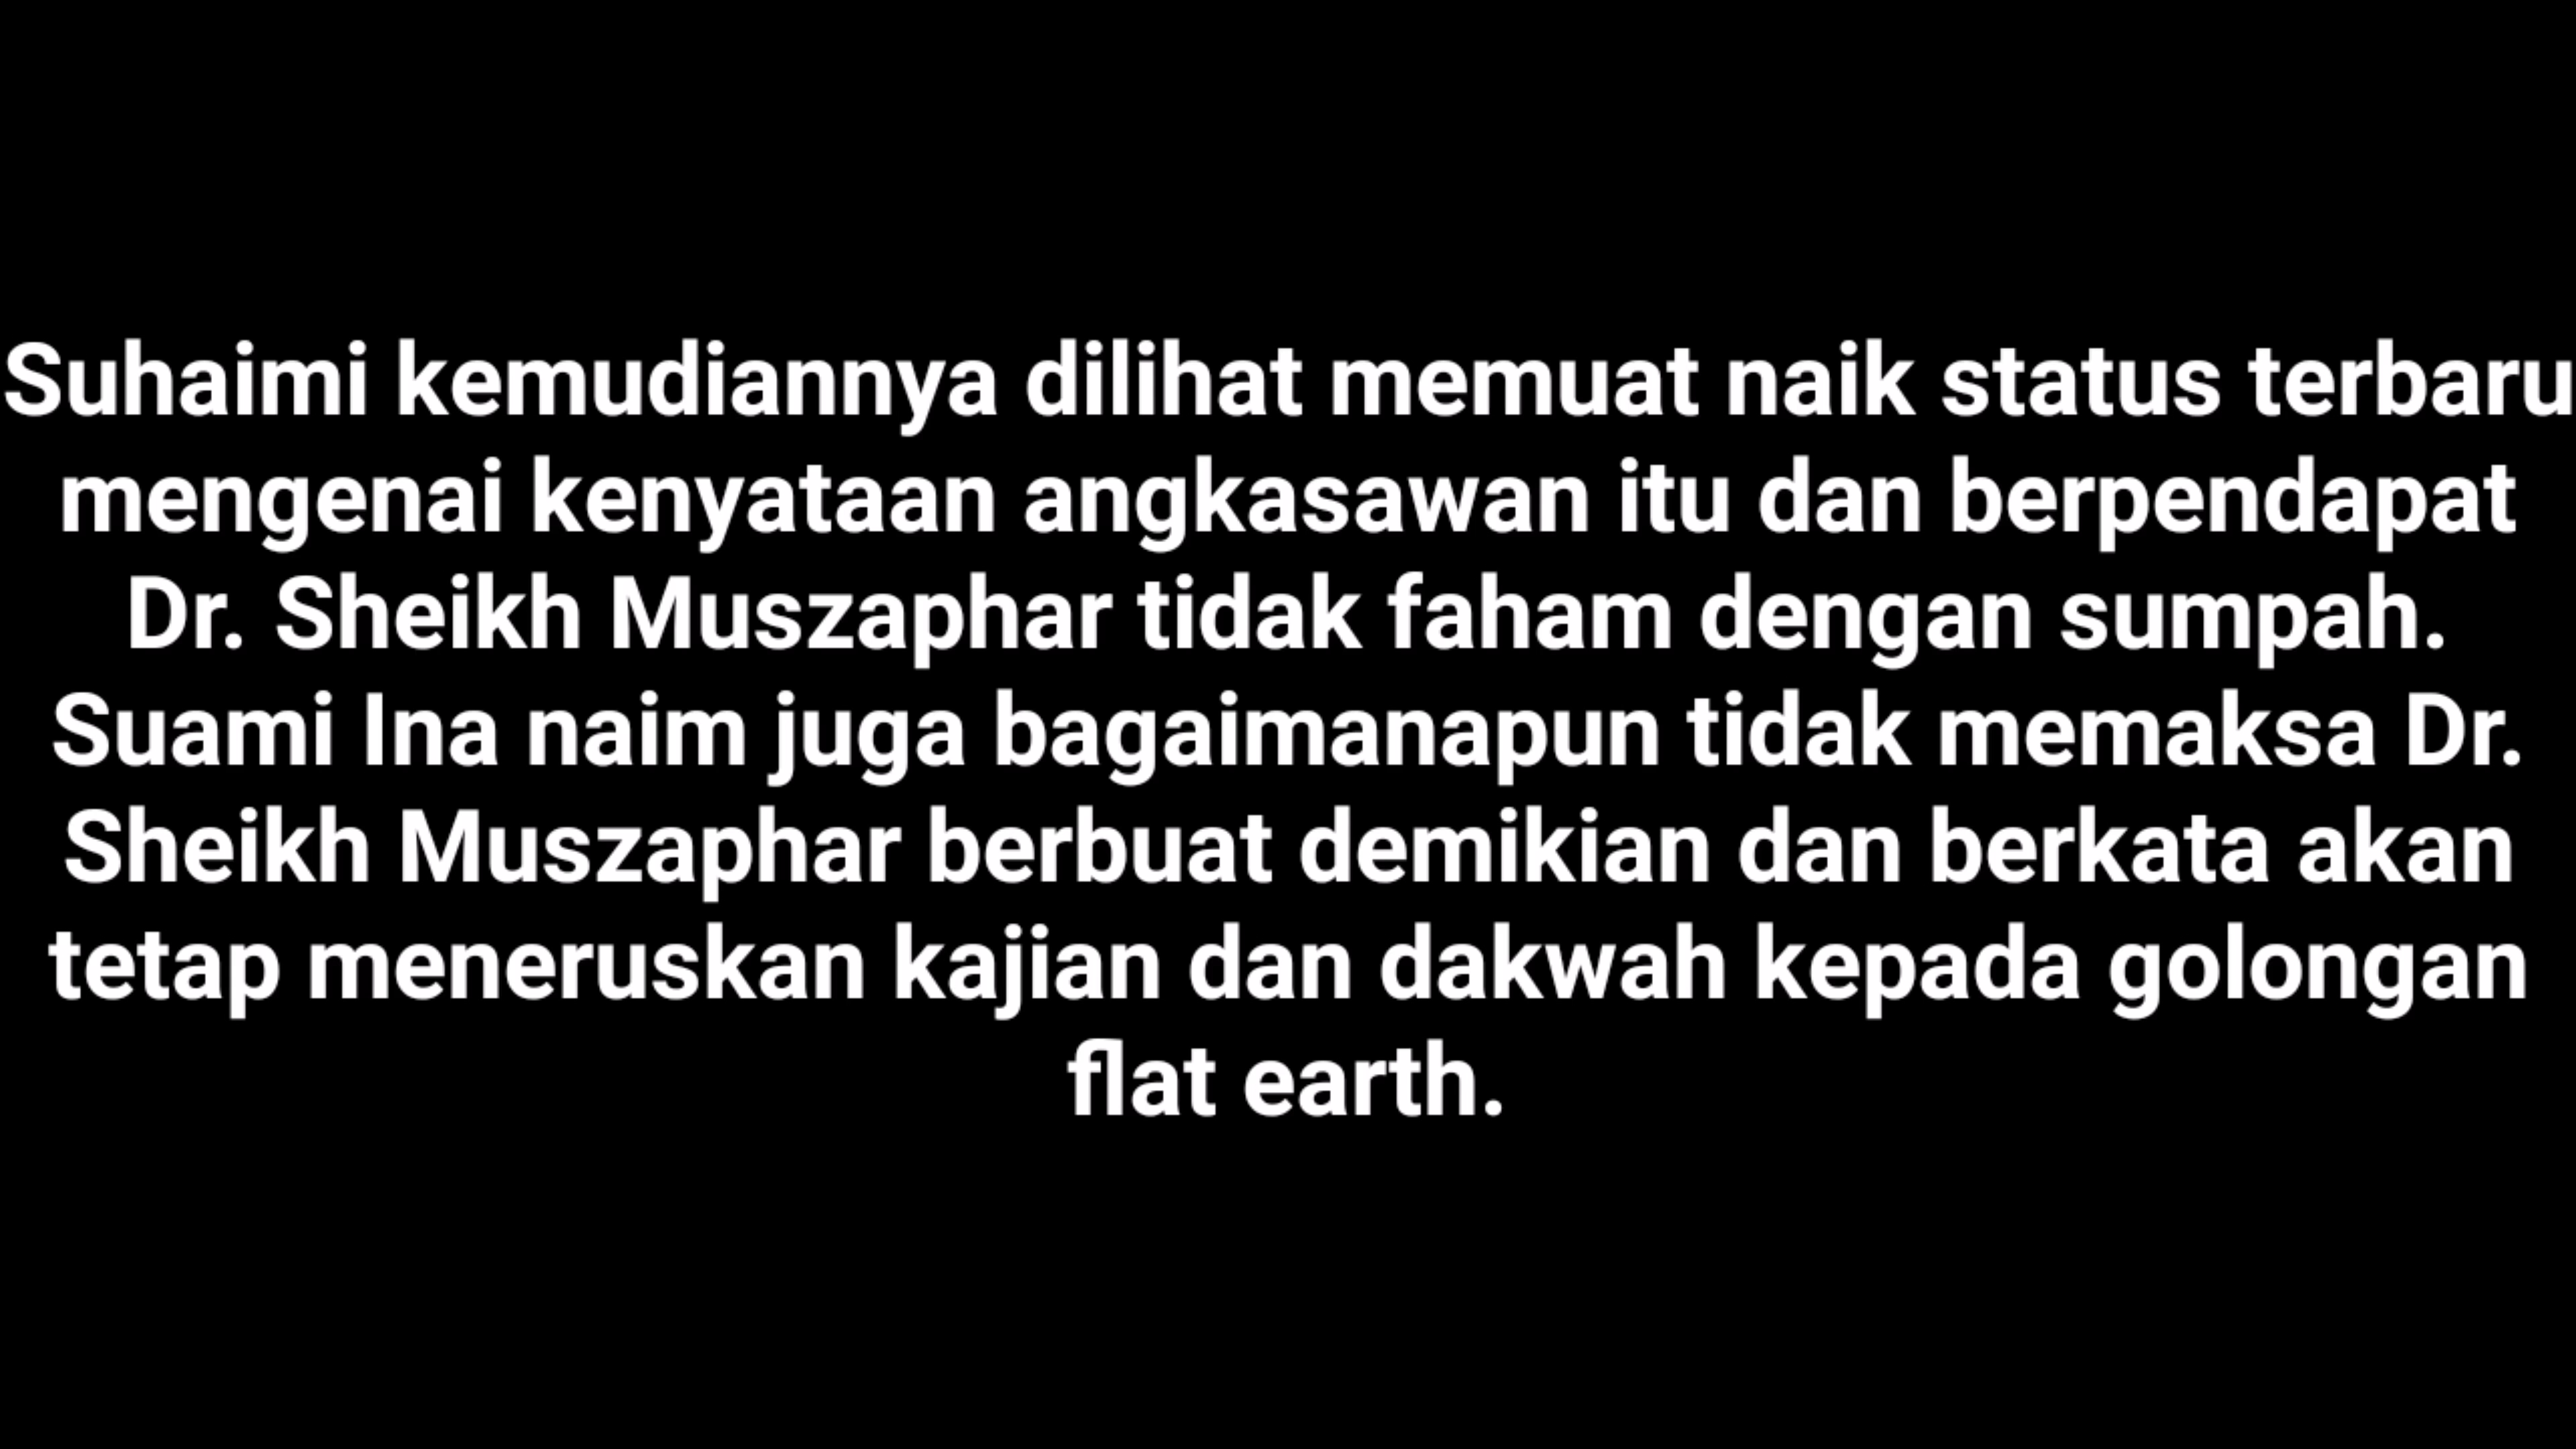 Suhaimi kemudiannya dilihat memuat naik status terbaru
mengenai kenyataan angkasawan itu dan berpendapat
Dr. Sheikh Muszaphar tidak faham dengan sumpah.
Suami Ina naim juga bagaimanapun tidak memaksa Dr.
Sheikh Muszaphar berbuat demikian dan berkata akan
tetap meneruskan kajian dan dakwah kepada golongan
flat earth.